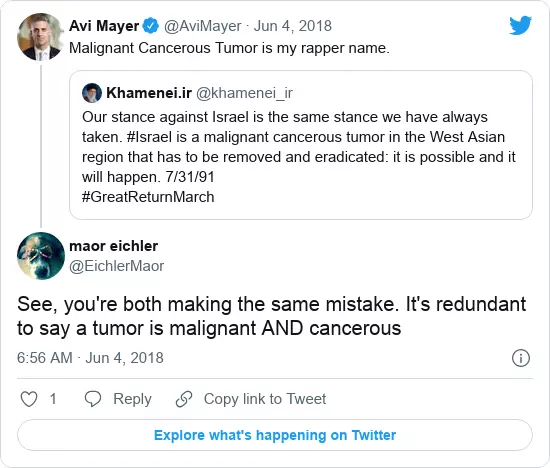 Avi Mayer @AviMayer · Jun 4, 2018
Malignant Cancerous Tumor is my rapper name.
Khamenei.ir @khamenei_ir
Our stance against Israel is the same stance we have always
taken. #Israel is a malignant cancerous tumor in the West Asian
region that has to be removed and eradicated: it is possible and it
will happen. 7/31/91
#GreatReturnMarch
maor eichler
@EichlerMaor
See, you're both making the same mistake. It's redundant
to say a tumor is malignant AND cancerous
6:56 AM · Jun 4, 2018
1 Reply Copy link to Tweet
Explore what's happening on Twitter